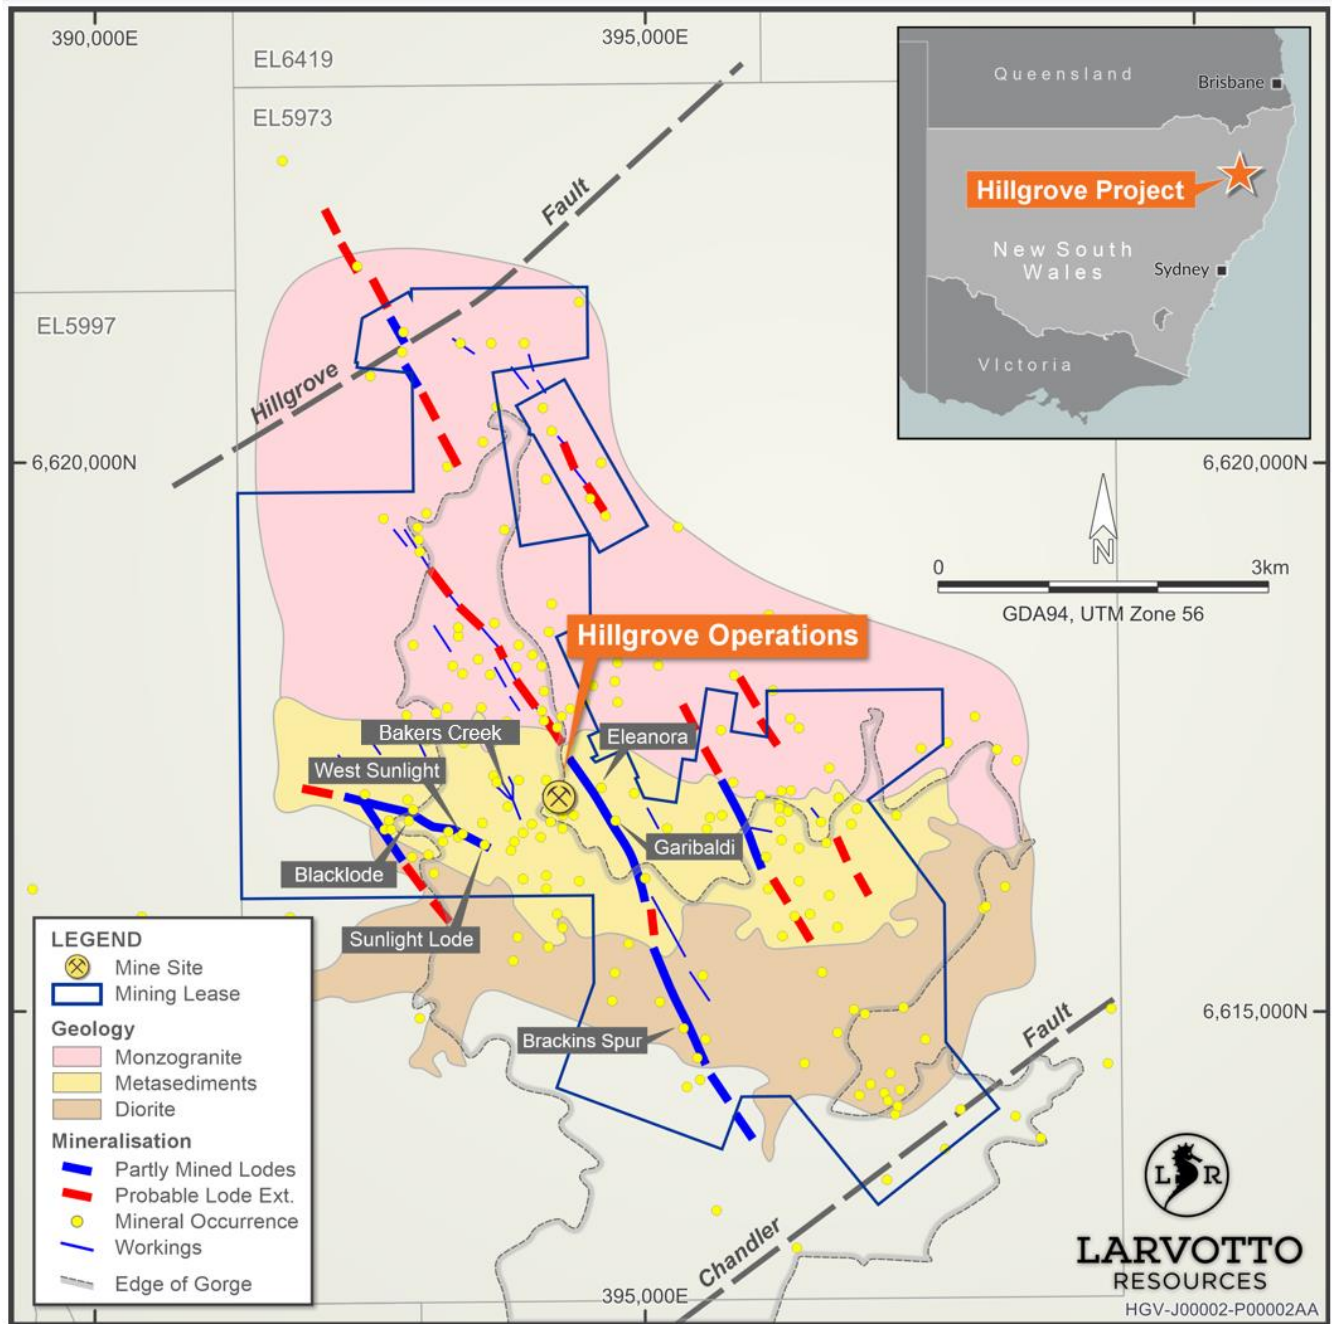 390,000E
395,000E
EL6419
EL5973
EL5997
Queensland
Brisbane
Hillgrove Project
New South
Wales
Sydney
VIctoria
Hillgrove
Fault
6,620,000N
6,620,000N
N
0
3km
GDA94, UTM Zone 56
Hillgrove Operations
Bakers Creek
Eleanora
West Sunlight
Garibaldi
Blacklode
Sunlight Lode
Brackins Spur
6,615,000N
Chandler
Fault
LEGEND
Mine Site
Mining Lease
Geology
Monzogranite
Metasediments
Diorite
Mineralisation
Partly Mined Lodes
Probable Lode Ext.
Mineral Occurrence
Workings
Edge of Gorge
395,000E
L R
LARVOTTO
RESOURCES
HGV-J00002-P00002AA